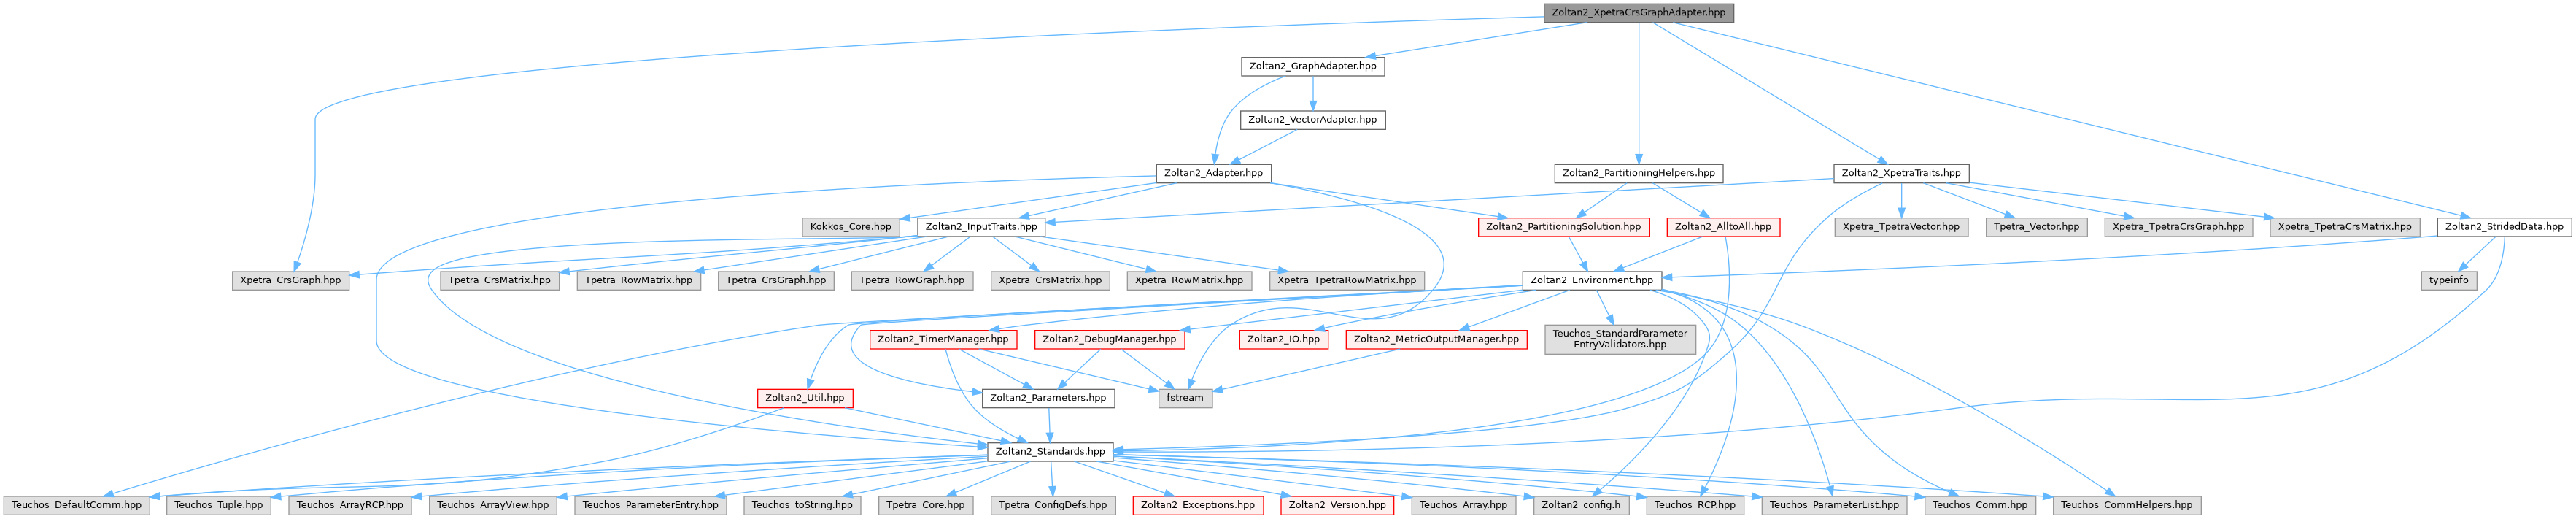 Zoltan2_XpetraCrsGraphAdapter.hpp
Zoltan2_GraphAdapter.hpp
Zoltan2_VectorAdapter.hpp
Zoltan2_Adapter.hpp
Zoltan2_PartitioningHelpers.hpp
Zoltan2_XpetraTraits.hpp
Kokkos_Core.hpp
Zoltan2_InputTraits.hpp
Zoltan2_PartitioningSolution.hpp
Zoltan2_AlltoAll.hpp
Xpetra_TpetraVector.hpp
Tpetra_Vector.hpp
Xpetra_TpetraCrsGraph.hpp
Xpetra_TpetraCrsMatrix.hpp
Zoltan2_StridedData.hpp
Xpetra_CrsGraph.hpp
Tpetra_CrsMatrix.hpp
Tpetra_RowMatrix.hpp
Tpetra_CrsGraph.hpp
Tpetra_RowGraph.hpp
Xpetra_CrsMatrix.hpp
Xpetra_RowMatrix.hpp
Xpetra_TpetraRowMatrix.hpp
Zoltan2_Environment.hpp
typeinfo
Zoltan2_TimerManager.hpp
Zoltan2_DebugManager.hpp
Zoltan2_IO.hpp
Zoltan2_MetricOutputManager.hpp
Teuchos_StandardParameter
EntryValidators.hpp
Zoltan2_Util.hpp
Zoltan2_Parameters.hpp
fstream
Zoltan2_Standards.hpp
Teuchos_DefaultComm.hpp
Teuchos_Tuple.hpp
Teuchos_ArrayRCP.hpp
Teuchos_ArrayView.hpp
Teuchos_ParameterEntry.hpp
Teuchos_toString.hpp
Tpetra_Core.hpp
Tpetra_ConfigDefs.hpp
Zoltan2_Exceptions.hpp
Zoltan2_Version.hpp
Teuchos_Array.hpp
Zoltan2_config.h
Teuchos_RCP.hpp
Teuchos_ParameterList.hpp
Teuchos_Comm.hpp
Teuchos_CommHelpers.hpp